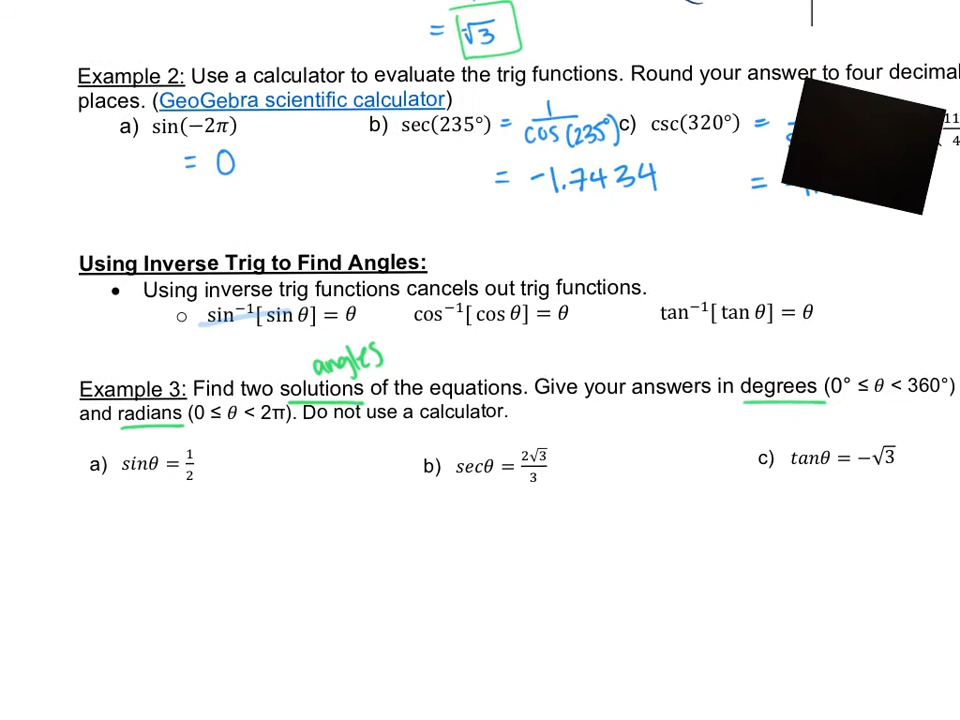 = √3
Example 2: Use a calculator to evaluate the trig functions. Round your answer to four decimal
places. (GeoGebra scientific calculator)
a) sin(−2π) b) sec(235°) = 1/cos(235°) c) csc(320°) = 11/4
= 0 = -1.7434 =
Using Inverse Trig to Find Angles:
• Using inverse trig functions cancels out trig functions.
○ sin⁻¹[ sin θ] = θ cos⁻¹[ cos θ] = θ tan⁻¹[ tan θ] = θ
angles
Example 3: Find two solutions of the equations. Give your answers in degrees (0° ≤ θ < 360°)
and radians (0 ≤ θ < 2π). Do not use a calculator.
a) sinθ = 1/2 b) secθ = 2√3/3 c) tanθ = −√3